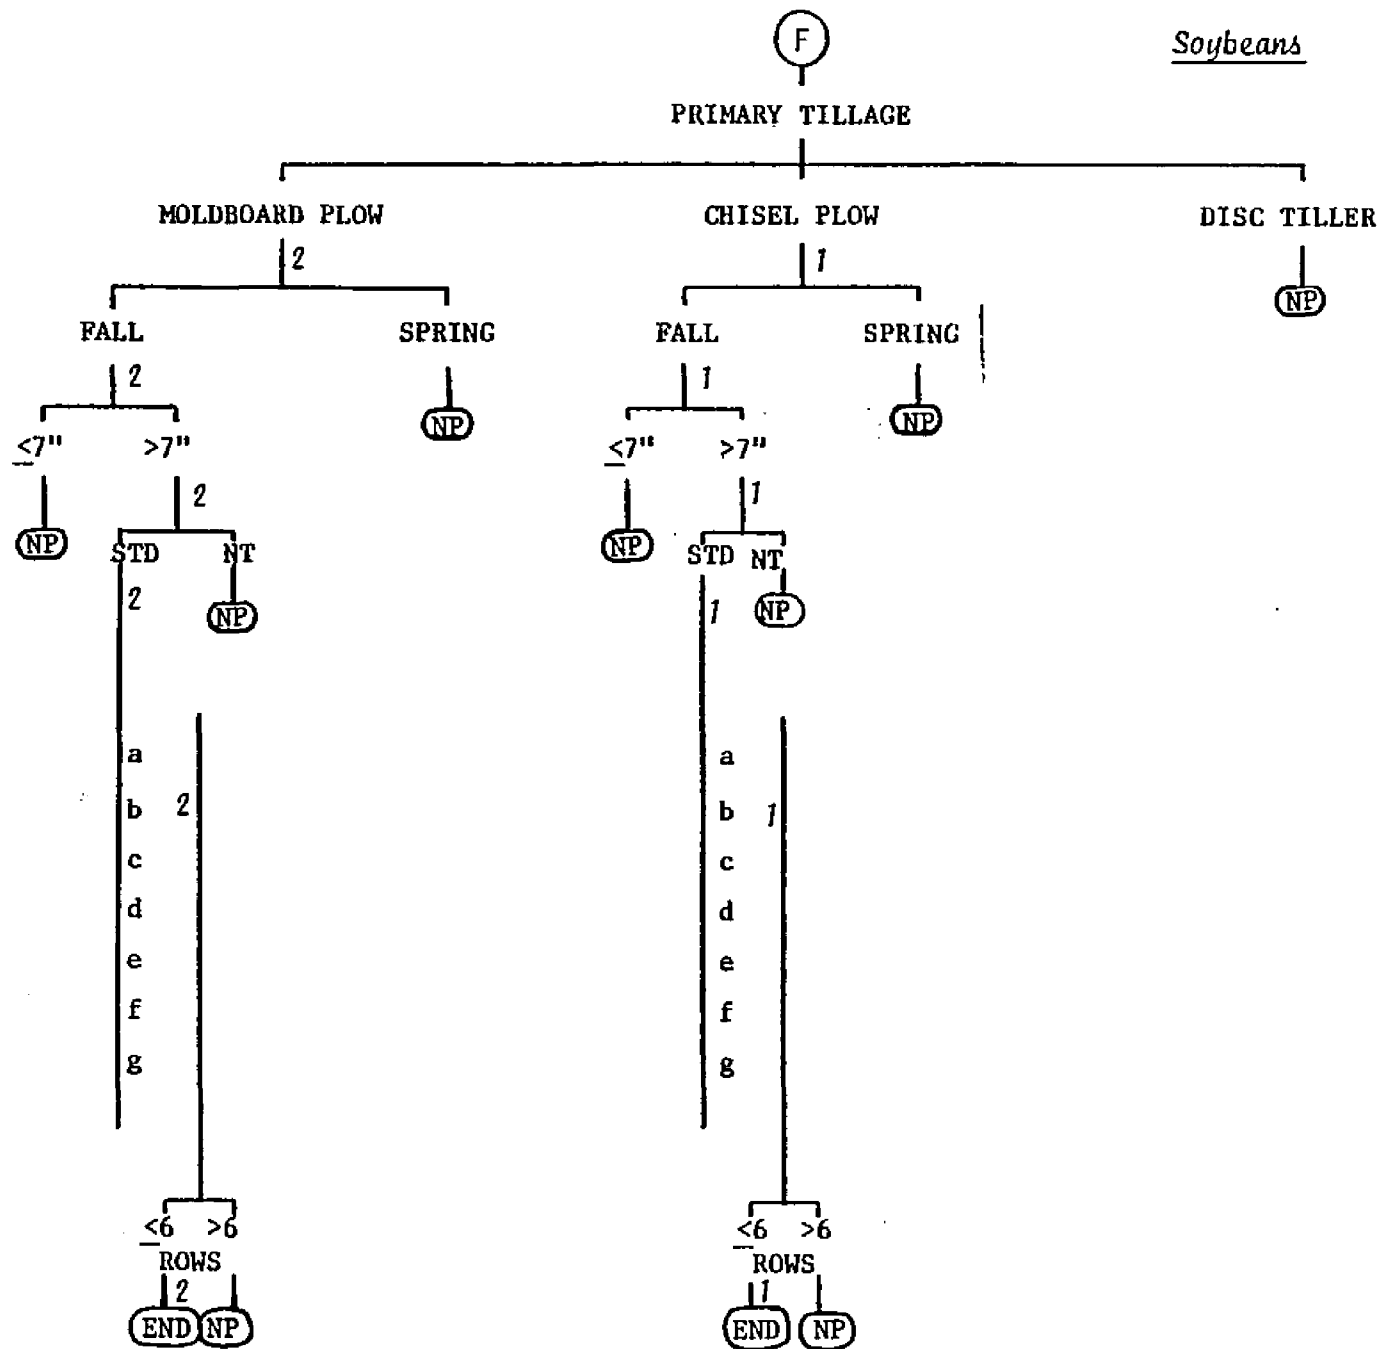 F
Soybeans
PRIMARY TILLAGE
MOLDBOARD PLOW CHISEL PLOW DISC TILLER
2 1
NP
FALL SPRING FALL SPRING
2 1
NP NP
≤7" >7" ≤7" >7"
2 1
NP NP
STD NT STD NT
2 NP 1 NP
a a
b 2 b 1
c c
d d
e e
f f
g g
≤6 >6 ≤6 >6
ROWS ROWS
2 1
END NP END NP